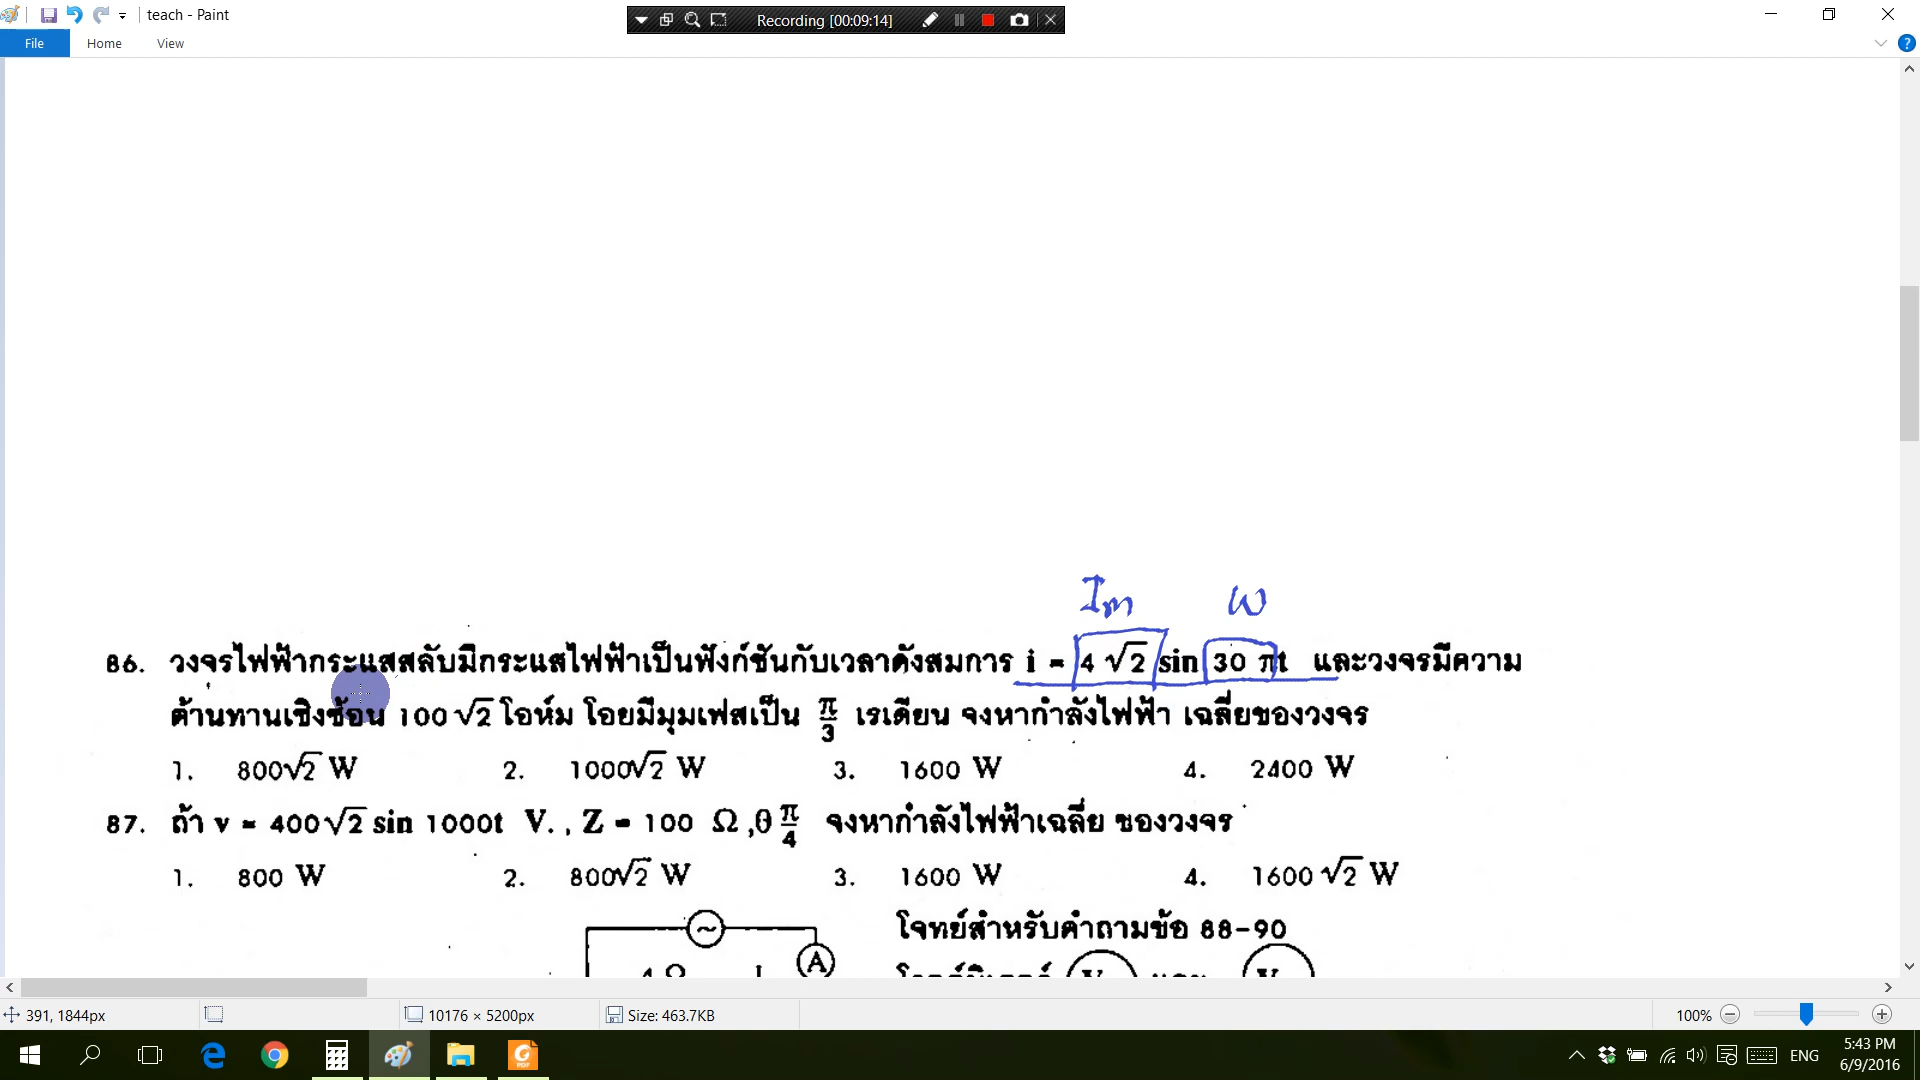 teach - Paint
Recording [00:09:14]
File Home View
Im ω
86. วงจรไฟฟ้ากระแสสลับมีกระแสไฟฟ้าเป็นฟังก์ชันกับเวลาดังสมการ i = 4 √2 sin 30 πt และวงจรมีความ
ต้านทานเชิงซ้อน 100 √2 โอห์ม โดยมีมุมเฟสเป็น π/3 เรเดียน จงหากำลังไฟฟ้า เฉลี่ยของวงจร
1. 800√2 W 2. 1000√2 W 3. 1600 W 4. 2400 W
87. ถ้า v = 400√2 sin 1000t V. , Z = 100 Ω ,θ π/4 จงหากำลังไฟฟ้าเฉลี่ย ของวงจร
1. 800 W 2. 800√2 W 3. 1600 W 4. 1600 √2 W
โจทย์สำหรับคำถามข้อ 88-90
A
391, 1844px 10176 × 5200px Size: 463.7KB 100%
ENG 5:43 PM
6/9/2016